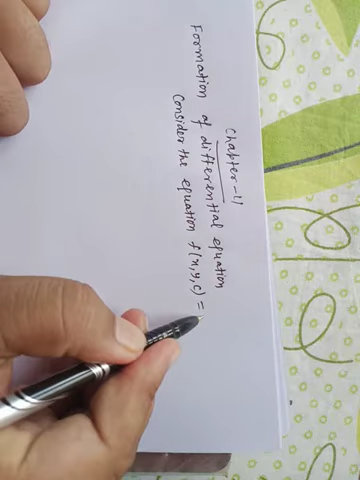 Chapter-11
Formation of differential equation
Consider the equation f(x,y,c) =